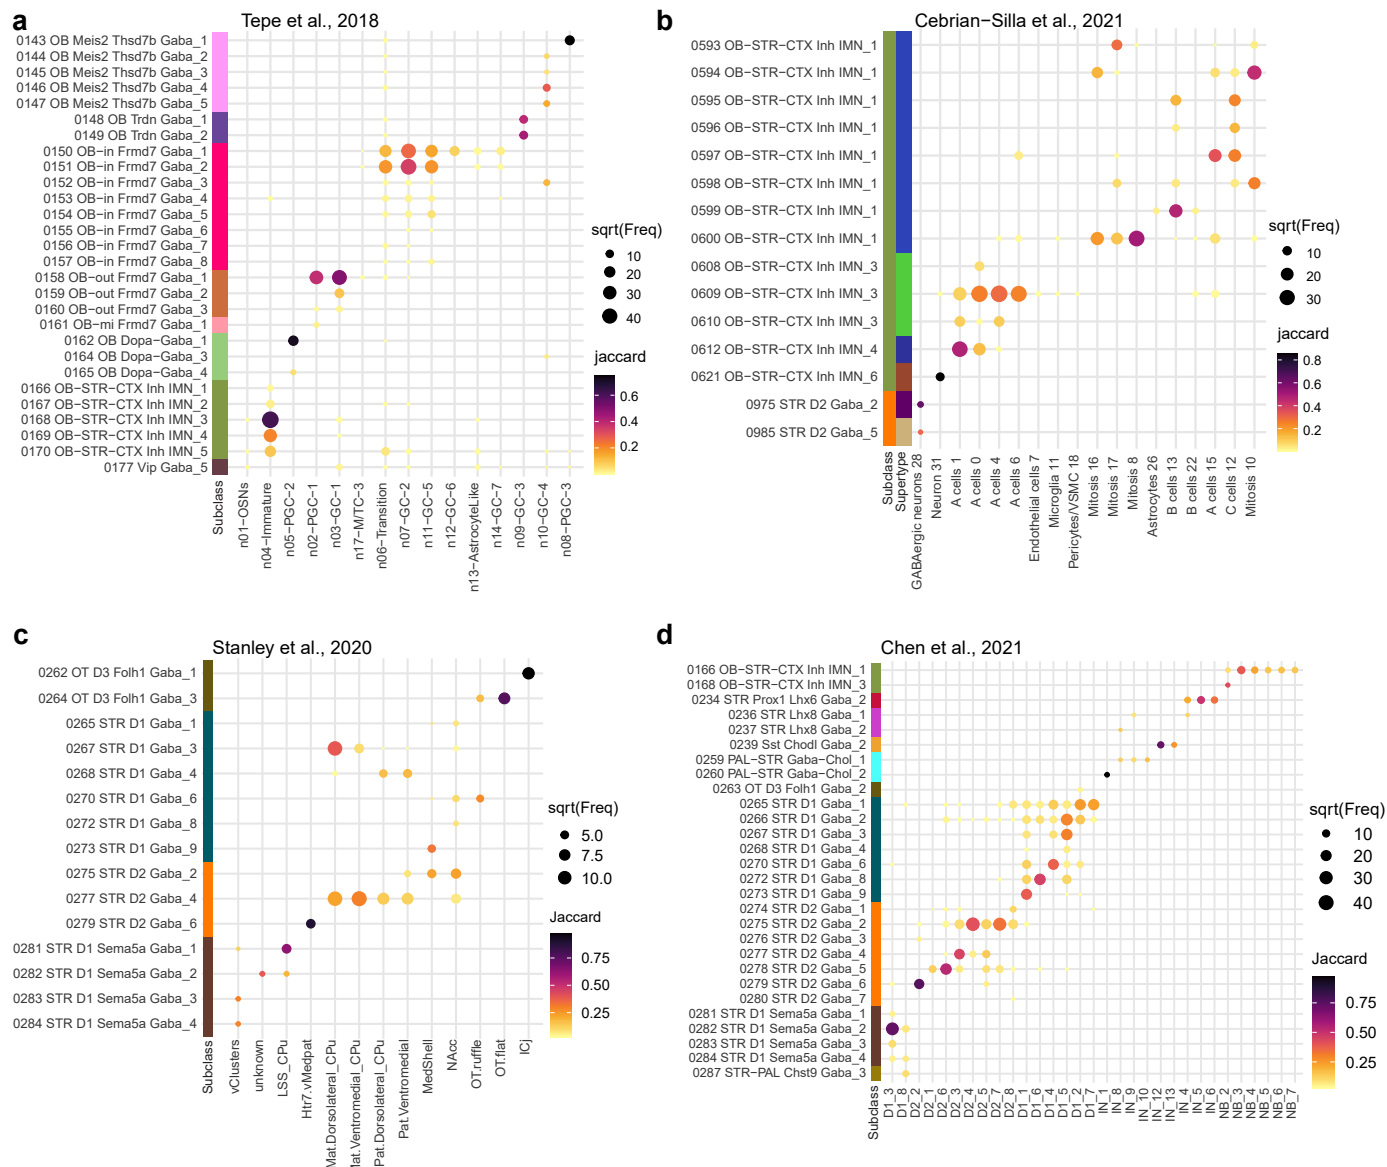 a
Tepe et al., 2018
0143 OB Meis2 Thsd7b Gaba_1
0144 OB Meis2 Thsd7b Gaba_2
0145 OB Meis2 Thsd7b Gaba_3
0146 OB Meis2 Thsd7b Gaba_4
0147 OB Meis2 Thsd7b Gaba_5
0148 OB Trdn Gaba_1
0149 OB Trdn Gaba_2
0150 OB−in Frmd7 Gaba_1
0151 OB−in Frmd7 Gaba_2
0152 OB−in Frmd7 Gaba_3
0153 OB−in Frmd7 Gaba_4
0154 OB−in Frmd7 Gaba_5
0155 OB−in Frmd7 Gaba_6
0156 OB−in Frmd7 Gaba_7
0157 OB−in Frmd7 Gaba_8
0158 OB−out Frmd7 Gaba_1
0159 OB−out Frmd7 Gaba_2
0160 OB−out Frmd7 Gaba_3
0161 OB−mi Frmd7 Gaba_1
0162 OB Dopa−Gaba_1
0164 OB Dopa−Gaba_3
0165 OB Dopa−Gaba_4
0166 OB−STR−CTX Inh IMN_1
0167 OB−STR−CTX Inh IMN_2
0168 OB−STR−CTX Inh IMN_3
0169 OB−STR−CTX Inh IMN_4
0170 OB−STR−CTX Inh IMN_5
0177 Vip Gaba_5
Subclass
n01−OSNs
n04−Immature
n05−PGC−2
n02−PGC−1
n03−GC−1
n17−M/TC−3
n06−Transition
n07−GC−2
n11−GC−5
n12−GC−6
n13−AstrocyteLike
n14−GC−7
n09−GC−3
n10−GC−4
n08−PGC−3
sqrt(Freq)
10
20
30
40
jaccard
0.6
0.4
0.2
b
Cebrian−Silla et al., 2021
0593 OB−STR−CTX Inh IMN_1
0594 OB−STR−CTX Inh IMN_1
0595 OB−STR−CTX Inh IMN_1
0596 OB−STR−CTX Inh IMN_1
0597 OB−STR−CTX Inh IMN_1
0598 OB−STR−CTX Inh IMN_1
0599 OB−STR−CTX Inh IMN_1
0600 OB−STR−CTX Inh IMN_1
0608 OB−STR−CTX Inh IMN_3
0609 OB−STR−CTX Inh IMN_3
0610 OB−STR−CTX Inh IMN_3
0612 OB−STR−CTX Inh IMN_4
0621 OB−STR−CTX Inh IMN_6
0975 STR D2 Gaba_2
0985 STR D2 Gaba_5
Subclass
Supertype
GABAergic neurons 28
Neuron 31
A cells 1
A cells 0
A cells 4
A cells 6
Endothelial cells 7
Microglia 11
Pericytes/VSMC 18
Mitosis 16
Mitosis 17
Mitosis 8
Astrocytes 26
B cells 13
B cells 22
A cells 15
C cells 12
Mitosis 10
sqrt(Freq)
10
20
30
jaccard
0.8
0.6
0.4
0.2
c
Stanley et al., 2020
0262 OT D3 Folh1 Gaba_1
0264 OT D3 Folh1 Gaba_3
0265 STR D1 Gaba_1
0267 STR D1 Gaba_3
0268 STR D1 Gaba_4
0270 STR D1 Gaba_6
0272 STR D1 Gaba_8
0273 STR D1 Gaba_9
0275 STR D2 Gaba_2
0277 STR D2 Gaba_4
0279 STR D2 Gaba_6
0281 STR D1 Sema5a Gaba_1
0282 STR D1 Sema5a Gaba_2
0283 STR D1 Sema5a Gaba_3
0284 STR D1 Sema5a Gaba_4
Subclass
vClusters
unknown
LSS_CPu
Htr7.vMedpat
Mat.Dorsolateral_CPu
Mat.Ventromedial_CPu
Pat.Dorsolateral_CPu
Pat.Ventromedial
MedShell
NAcc
OT.ruffle
OT.flat
ICj
sqrt(Freq)
5.0
7.5
10.0
Jaccard
0.75
0.50
0.25
d
Chen et al., 2021
0166 OB−STR−CTX Inh IMN_1
0168 OB−STR−CTX Inh IMN_3
0234 STR Prox1 Lhx6 Gaba_2
0236 STR Lhx8 Gaba_1
0237 STR Lhx8 Gaba_2
0239 Sst Chodl Gaba_2
0259 PAL−STR Gaba−Chol_1
0260 PAL−STR Gaba−Chol_2
0263 OT D3 Folh1 Gaba_2
0265 STR D1 Gaba_1
0266 STR D1 Gaba_2
0267 STR D1 Gaba_3
0268 STR D1 Gaba_4
0270 STR D1 Gaba_6
0272 STR D1 Gaba_8
0273 STR D1 Gaba_9
0274 STR D2 Gaba_1
0275 STR D2 Gaba_2
0276 STR D2 Gaba_3
0277 STR D2 Gaba_4
0278 STR D2 Gaba_5
0279 STR D2 Gaba_6
0280 STR D2 Gaba_7
0281 STR D1 Sema5a Gaba_1
0282 STR D1 Sema5a Gaba_2
0283 STR D1 Sema5a Gaba_3
0284 STR D1 Sema5a Gaba_4
0287 STR−PAL Chst9 Gaba_3
Subclass
D1_3
D1_8
D2_2
D2_1
D2_6
D2_3
D2_4
D2_5
D2_7
D2_8
D1_1
D1_6
D1_4
D1_5
D1_2
D1_7
IN_1
IN_8
IN_9
IN_10
IN_12
IN_13
IN_4
IN_5
IN_6
NB_2
NB_3
NB_4
NB_5
NB_6
NB_7
sqrt(Freq)
10
20
30
40
Jaccard
0.75
0.50
0.25